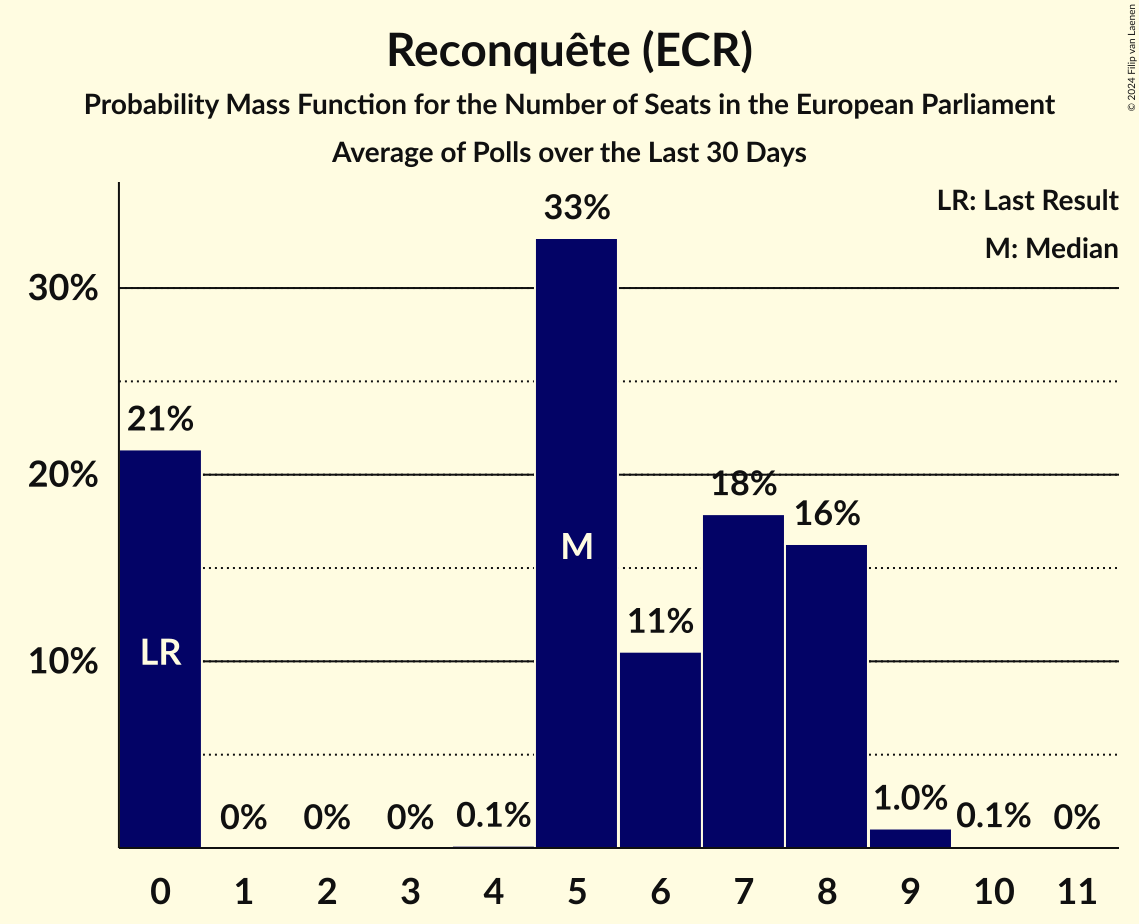 Reconquête (ECR)
Probability Mass Function for the Number of Seats in the European Parliament
Average of Polls over the Last 30 Days
© 2024 Filip van Laenen
LR: Last Result
M: Median
33%
30%
21%
20%
18%
16%
M
11%
LR
10%
0% 0% 0% 0.1% 1.0% 0.1% 0%
0 1 2 3 4 5 6 7 8 9 10 11